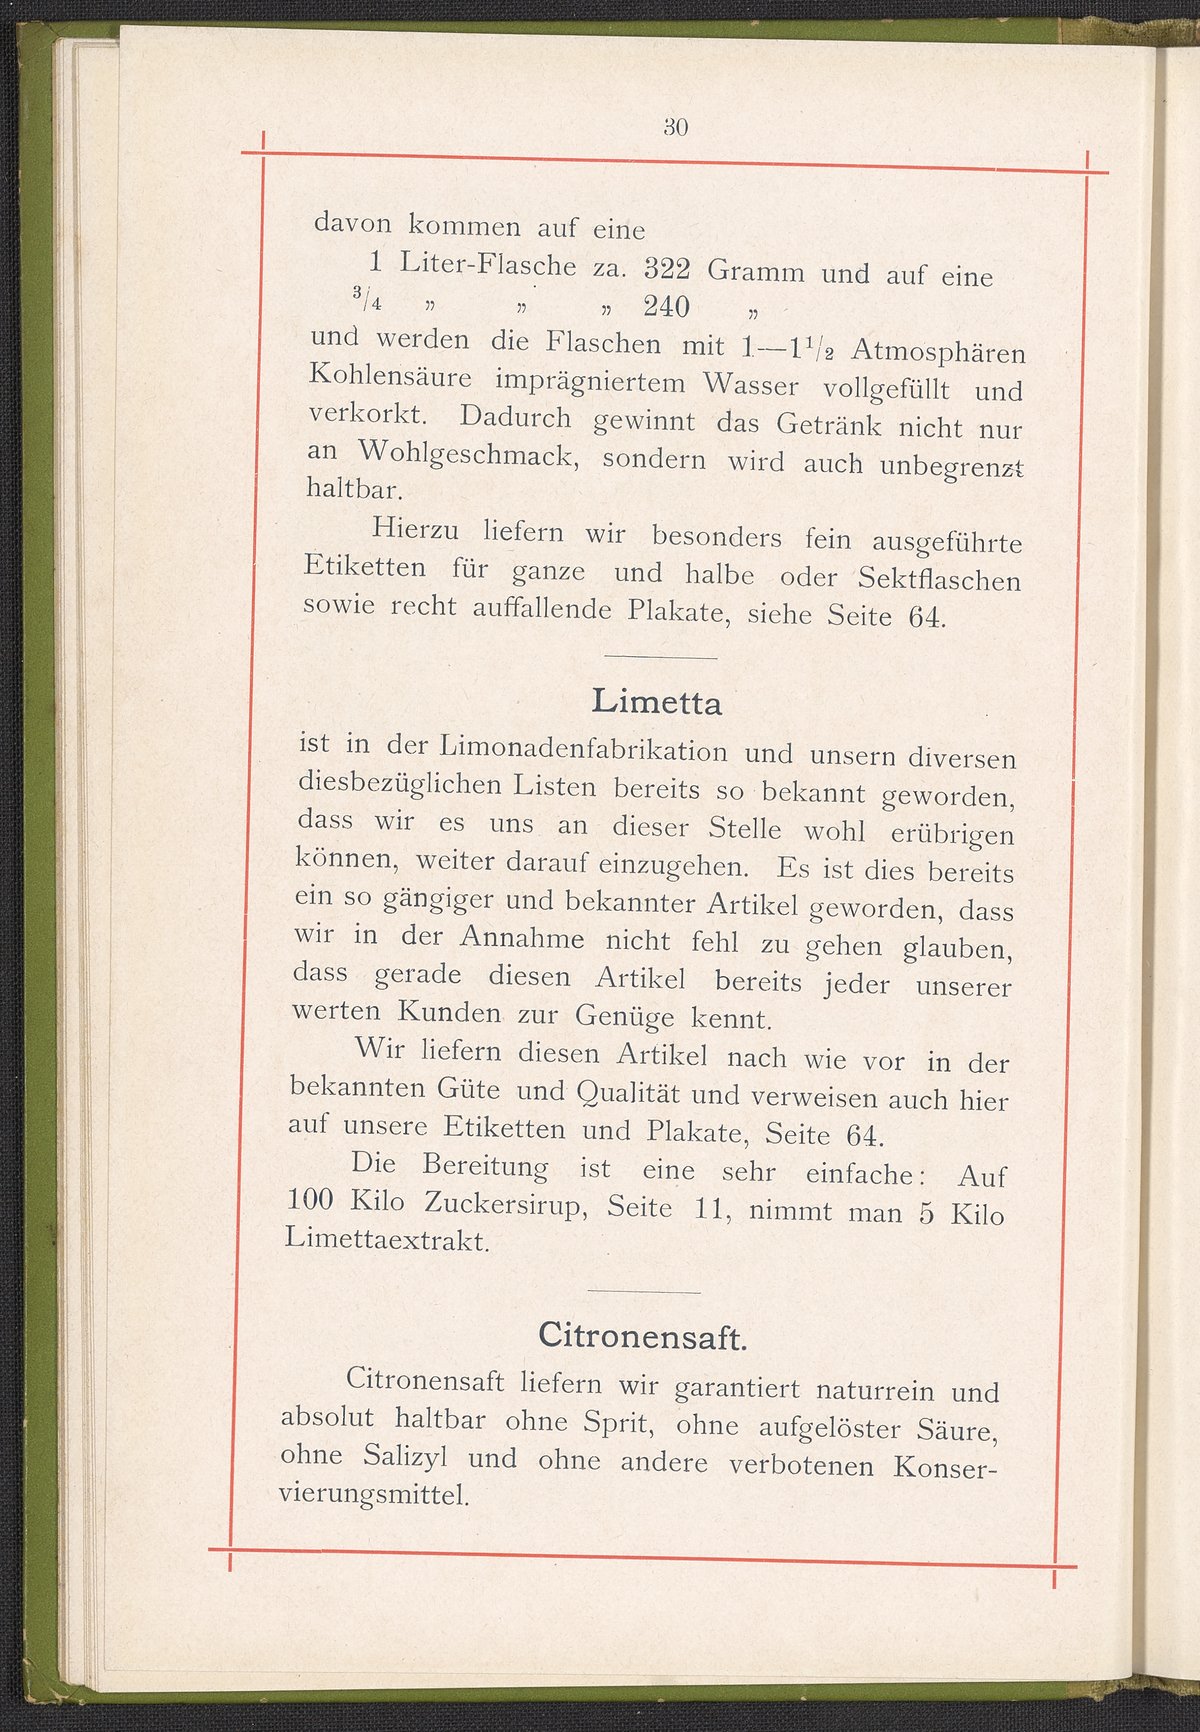 30
davon kommen auf eine
1 Liter-Flasche za. 322 Gramm und auf eine
3/4 „ „ „ 240 „
und werden die Flaschen mit 1—1 1/2 Atmosphären
Kohlensäure imprägniertem Wasser vollgefüllt und
verkorkt. Dadurch gewinnt das Getränk nicht nur
an Wohlgeschmack, sondern wird auch unbegrenzt
haltbar.
Hierzu liefern wir besonders fein ausgeführte
Etiketten für ganze und halbe oder Sektflaschen
sowie recht auffallende Plakate, siehe Seite 64.
Limetta
ist in der Limonadenfabrikation und unsern diversen
diesbezüglichen Listen bereits so bekannt geworden,
dass wir es uns an dieser Stelle wohl erübrigen
können, weiter darauf einzugehen. Es ist dies bereits
ein so gängiger und bekannter Artikel geworden, dass
wir in der Annahme nicht fehl zu gehen glauben,
dass gerade diesen Artikel bereits jeder unserer
werten Kunden zur Genüge kennt.
Wir liefern diesen Artikel nach wie vor in der
bekannten Güte und Qualität und verweisen auch hier
auf unsere Etiketten und Plakate, Seite 64.
Die Bereitung ist eine sehr einfache: Auf
100 Kilo Zuckersirup, Seite 11, nimmt man 5 Kilo
Limettaextrakt.
Citronensaft.
Citronensaft liefern wir garantiert naturrein und
absolut haltbar ohne Sprit, ohne aufgelöster Säure,
ohne Salizyl und ohne andere verbotenen Konser-
vierungsmittel.